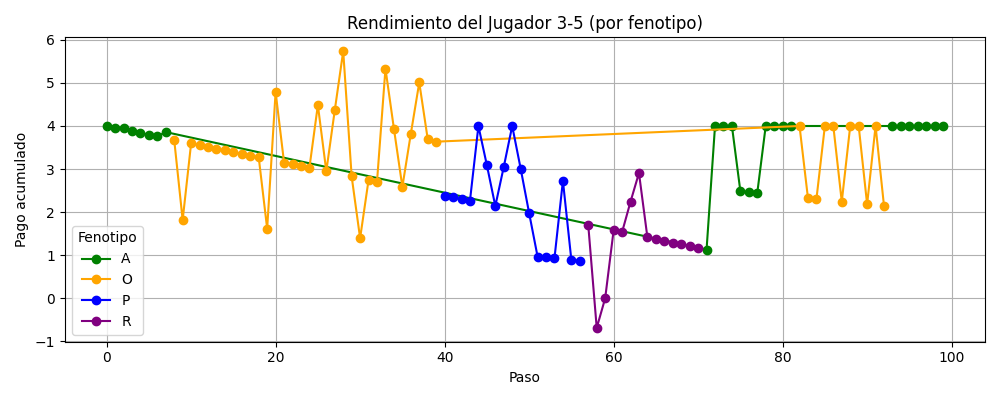 Rendimiento del Jugador 3-5 (por fenotipo)
Pago acumulado
6
5
4
3
2
1
0
−1
Fenotipo
A
O
P
R
0 20 40 60 80 100
Paso